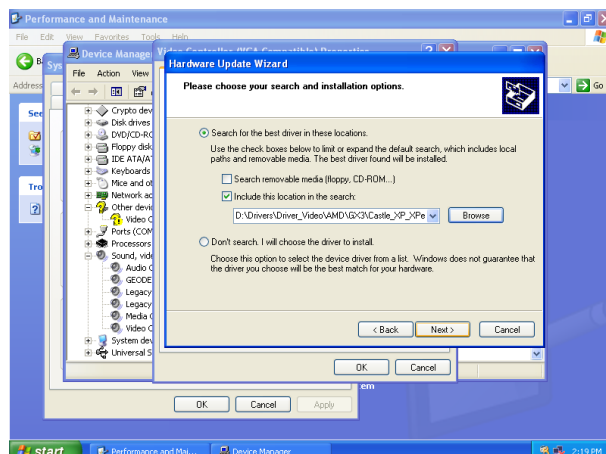 Performance and Maintenance
File Edit View Favorites Tools Help
Address
Go
Device Manager
File Action View
Crypto dev
Disk drives
DVD/CD-RO
Floppy disk
IDE ATA/AT
Keyboards
Mice and ot
Network ad
Other devic
Video C
Ports (COM
Processors
Sound, vide
Audio C
GEODE
Legacy
Legacy
Media C
Video C
System dev
Universal S
Video Controller (VGA Compatible) Properties
Hardware Update Wizard
Please choose your search and installation options.
Search for the best driver in these locations.
Use the check boxes below to limit or expand the default search, which includes local
paths and removable media. The best driver found will be installed.
Search removable media (floppy, CD-ROM...)
Include this location in the search:
D:\Drivers\Driver_Video\AMD\GX3\Castle_XP_XPe
Browse
Don't search. I will choose the driver to install.
Choose this option to select the device driver from a list. Windows does not guarantee that
the driver you choose will be the best match for your hardware.
< Back Next > Cancel
OK Cancel
OK Cancel Apply
start Performance and Mai... Device Manager 2:19 PM